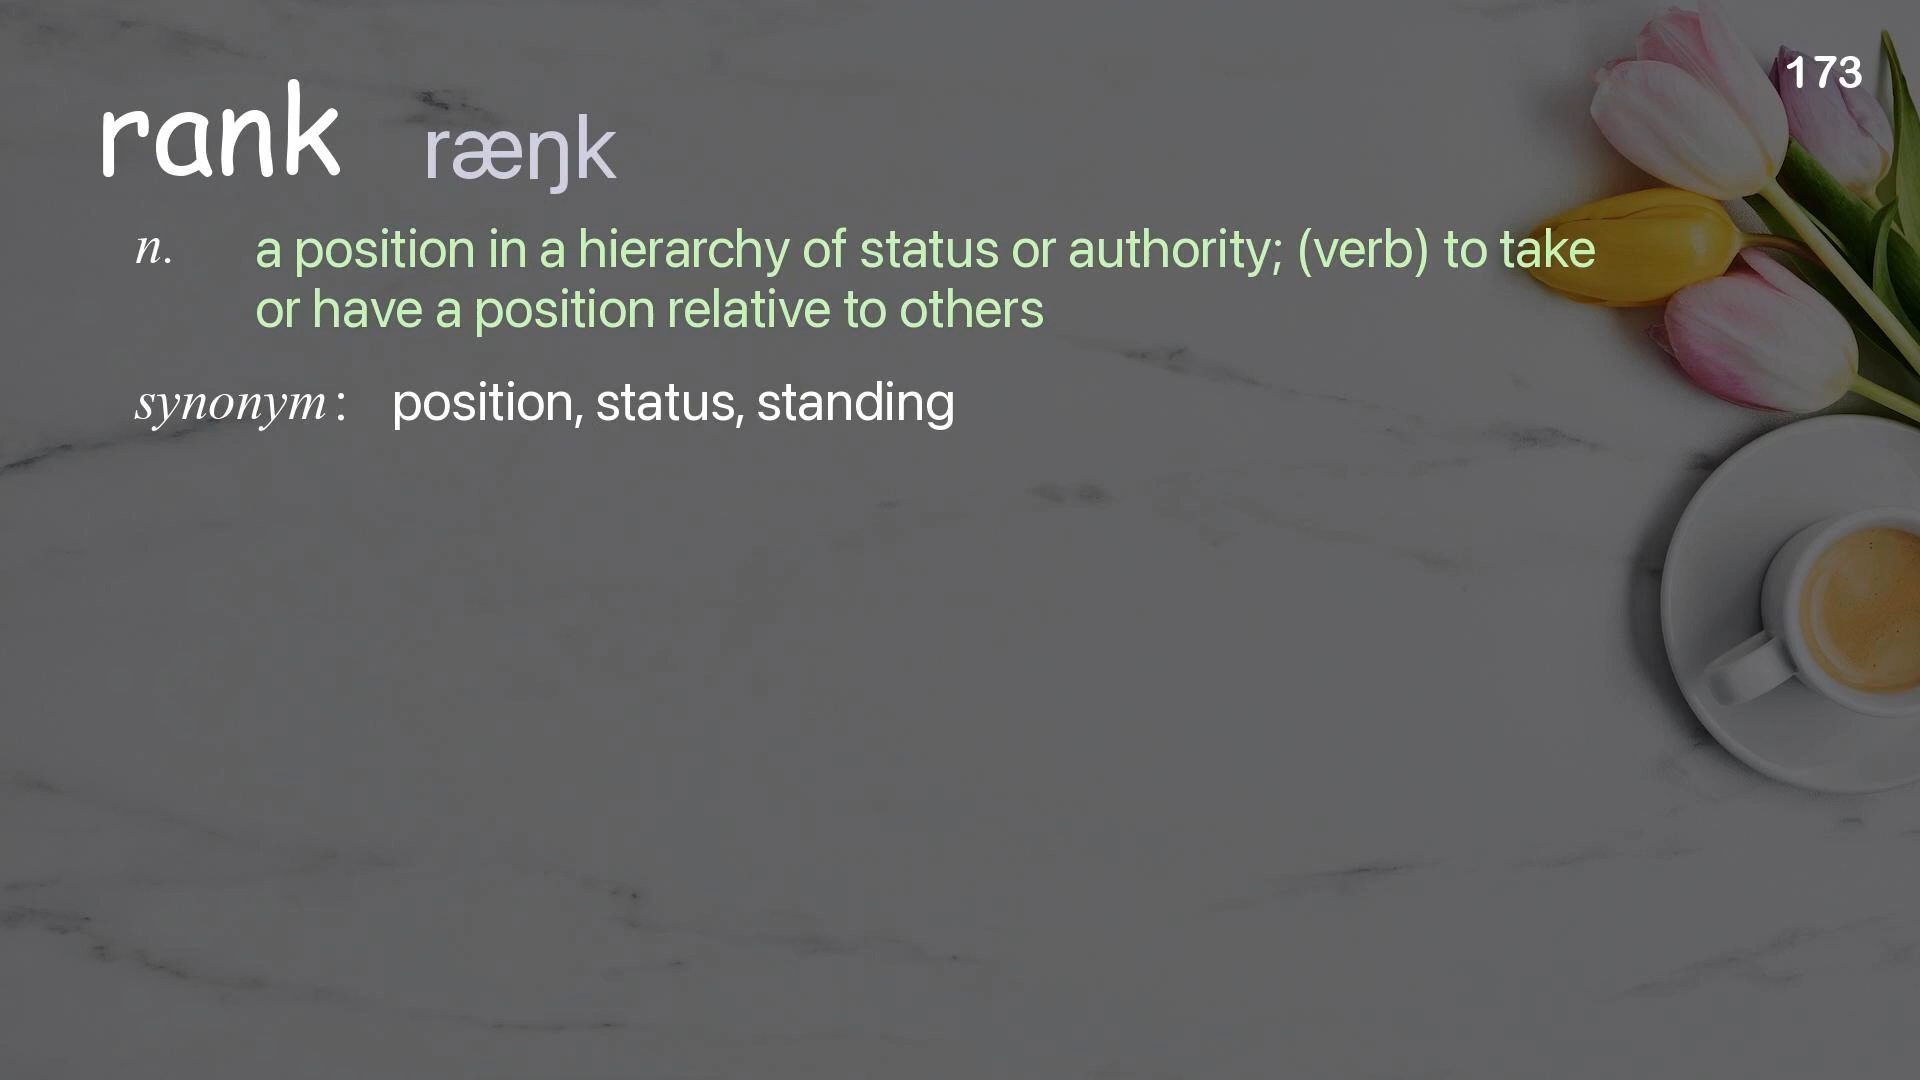 173
rank ræŋk
n. a position in a hierarchy of status or authority; (verb) to take
or have a position relative to others
synonym: position, status, standing